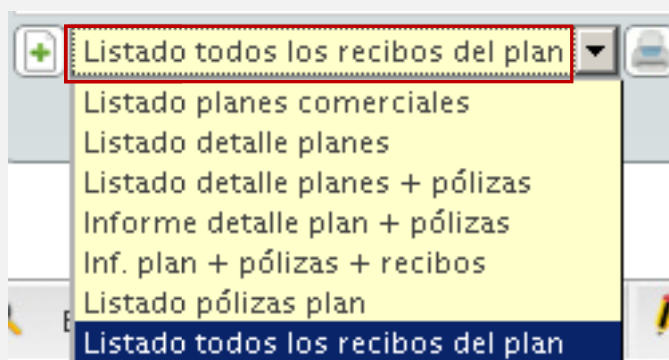 Listado todos los recibos del plan
Listado planes comerciales
Listado detalle planes
Listado detalle planes + pólizas
Informe detalle plan + pólizas
Inf. plan + pólizas + recibos
Listado pólizas plan
Listado todos los recibos del plan